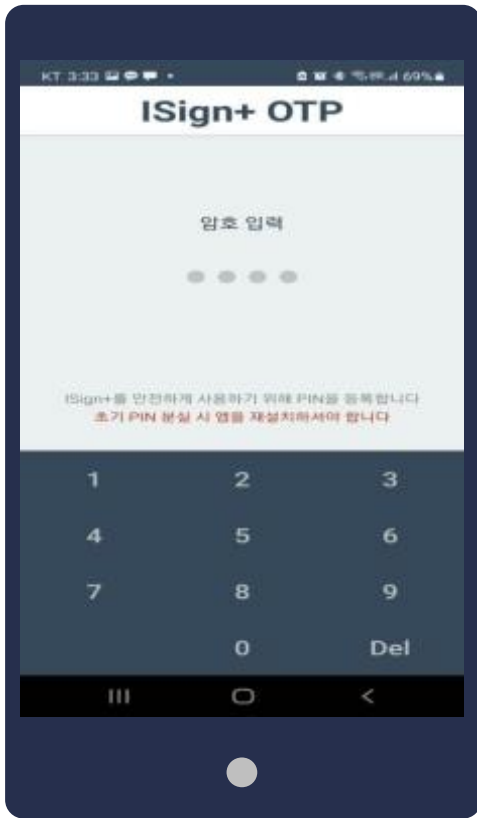 KT 3:33
69%
ISign+ OTP
암호 입력
ISign+를 안전하게 사용하기 위해 PIN을 등록합니다
초기 PIN 분실 시 앱을 재설치하셔야 합니다
1 2 3
4 5 6
7 8 9
0 Del